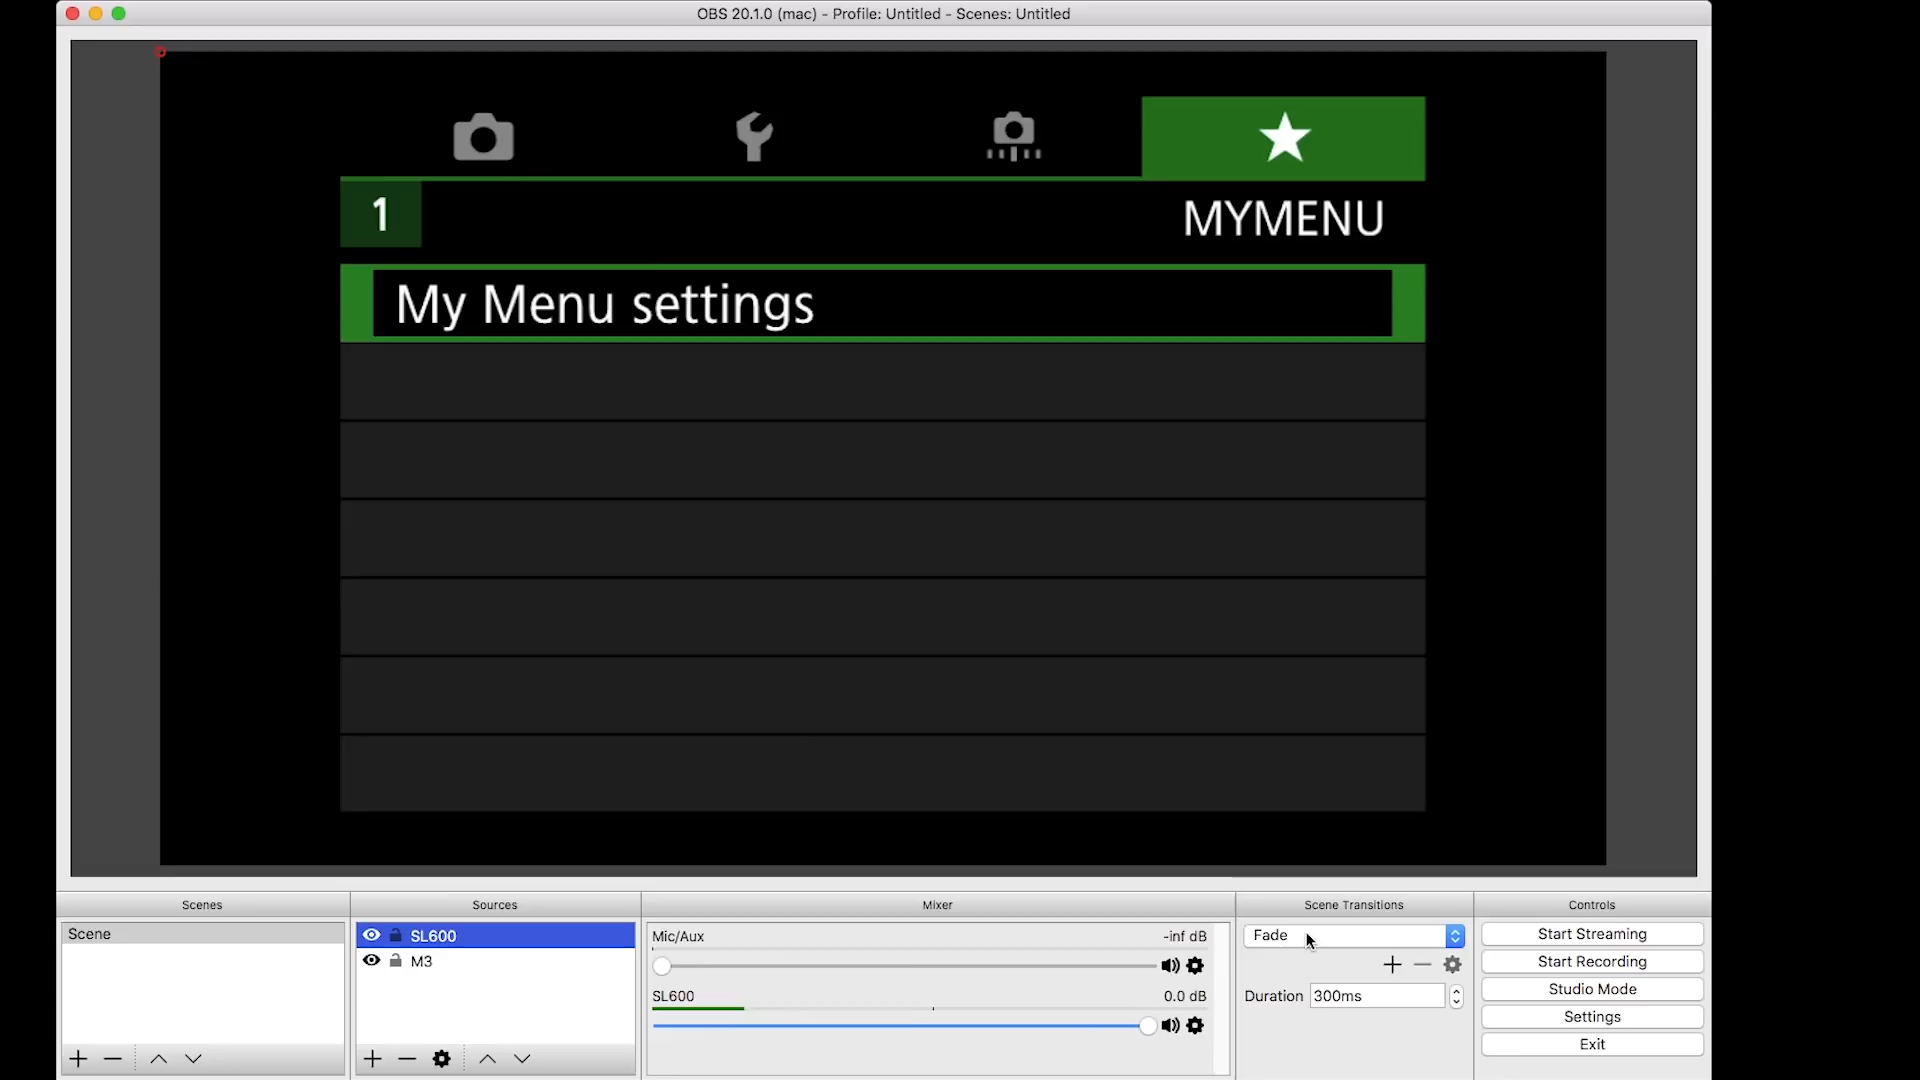 OBS 20.1.0 (mac) - Profile: Untitled - Scenes: Untitled
1
MYMENU
My Menu settings
Scenes
Sources
Mixer
Scene Transitions
Controls
Scene
SL600
M3
Mic/Aux
-inf dB
SL600
0.0 dB
Fade
Duration
300ms
Start Streaming
Start Recording
Studio Mode
Settings
Exit